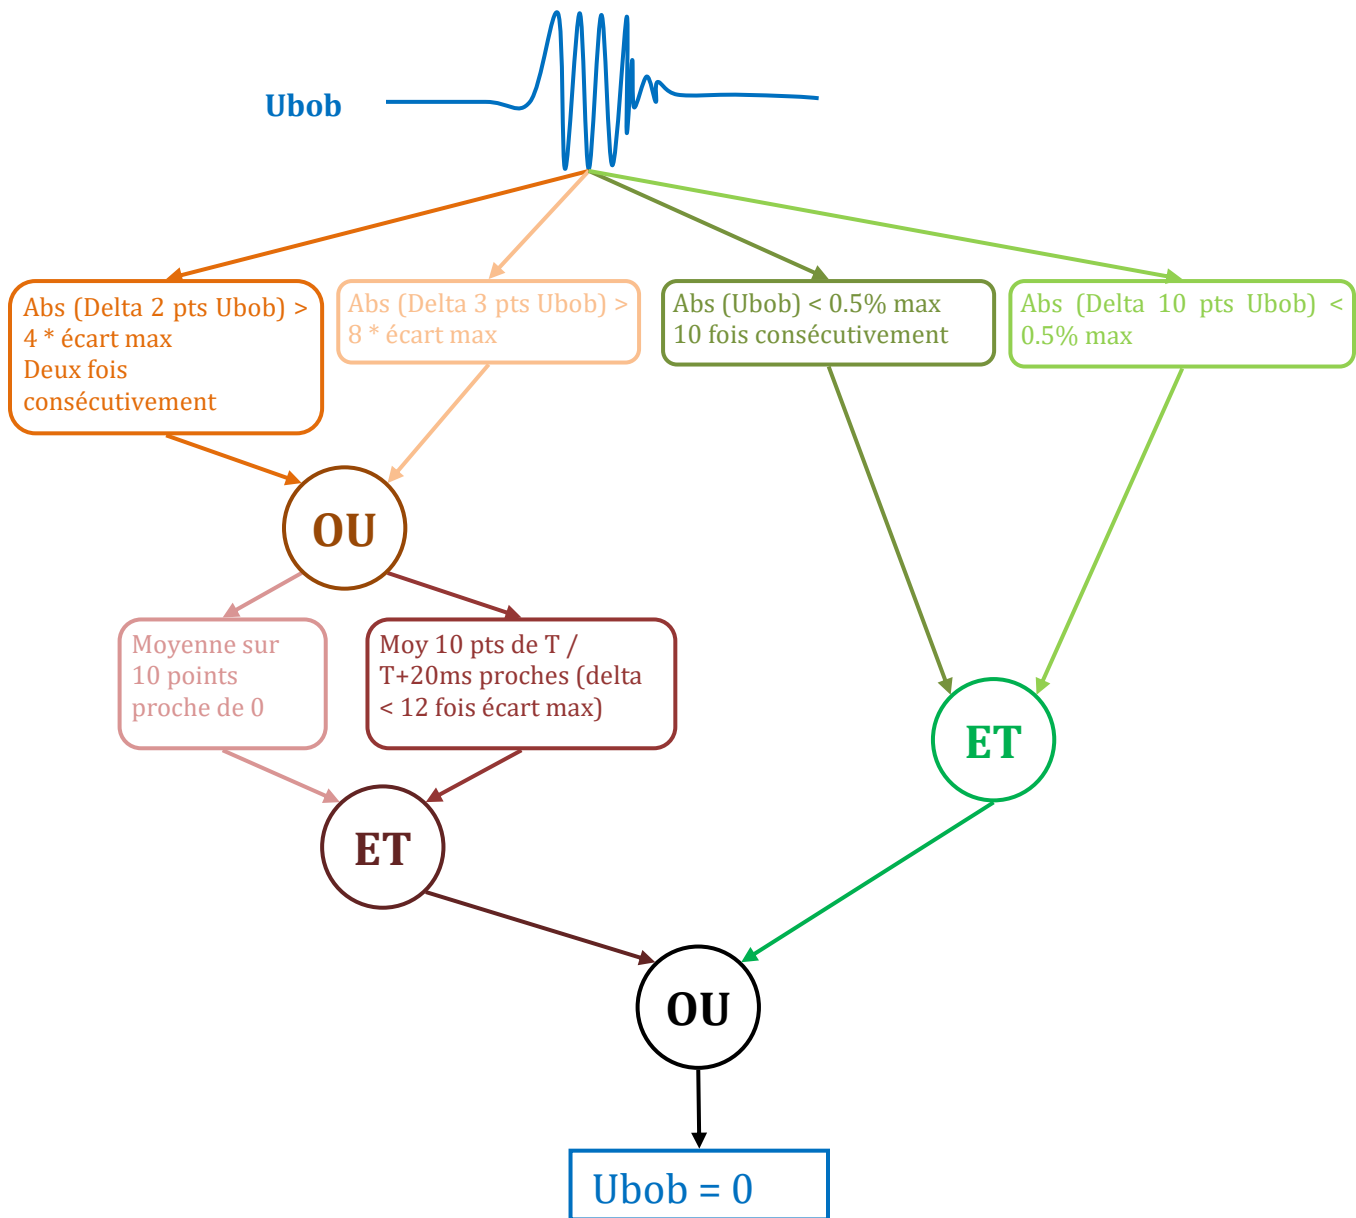 Ubob
Abs (Delta 2 pts Ubob) >
4 * écart max
Deux fois
consécutivement
Abs (Delta 3 pts Ubob) >
8 * écart max
Abs (Ubob) < 0.5% max
10 fois consécutivement
Abs (Delta 10 pts Ubob) <
0.5% max
OU
Moyenne sur
10 points
proche de 0
Moy 10 pts de T /
T+20ms proches (delta
< 12 fois écart max)
ET
ET
OU
Ubob = 0